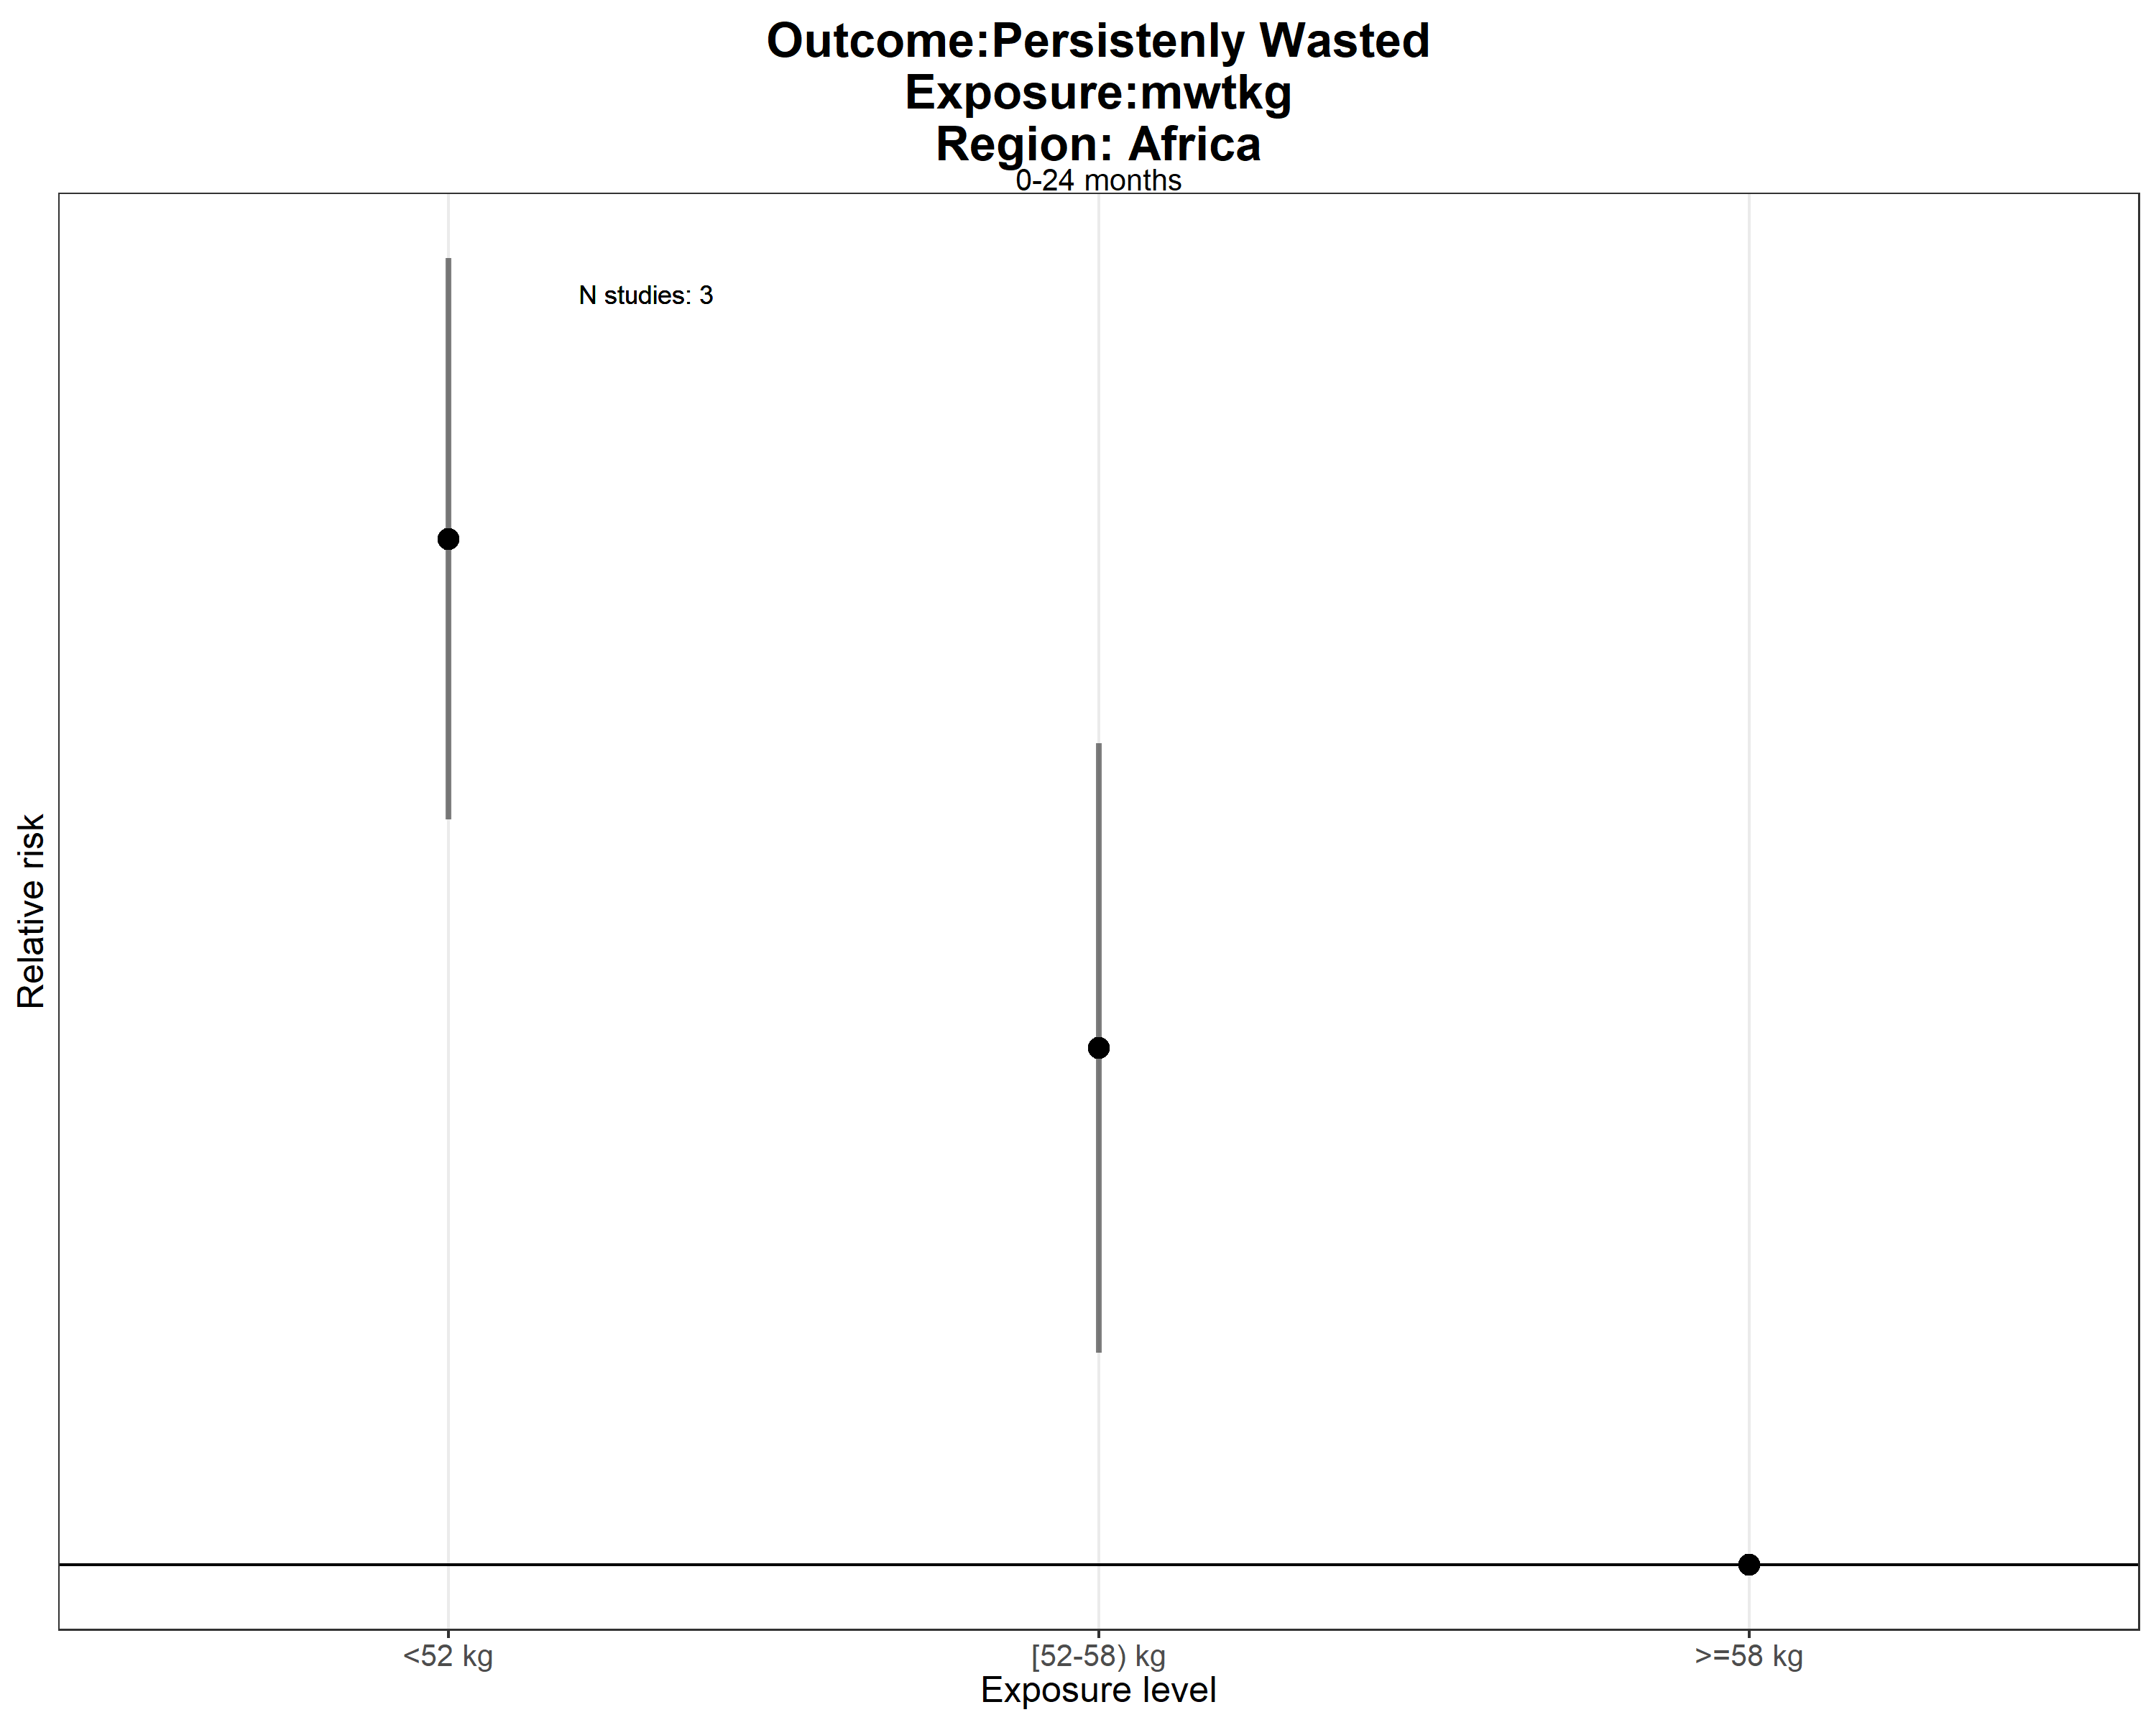 Outcome:Persistenly Wasted
Exposure:mwtkg
Region: Africa
0-24 months
N studies: 3
Relative risk
<52 kg
[52-58) kg
>=58 kg
Exposure level